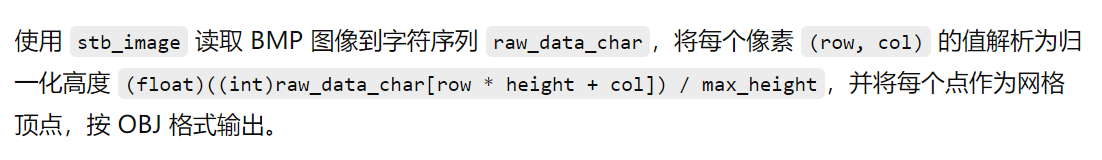 使用 stb_image 读取 BMP 图像到字符序列 raw_data_char，将每个像素 (row, col) 的值解析为归
一化高度 (float)((int)raw_data_char[row * height + col]) / max_height，并将每个点作为网格
顶点，按 OBJ 格式输出。